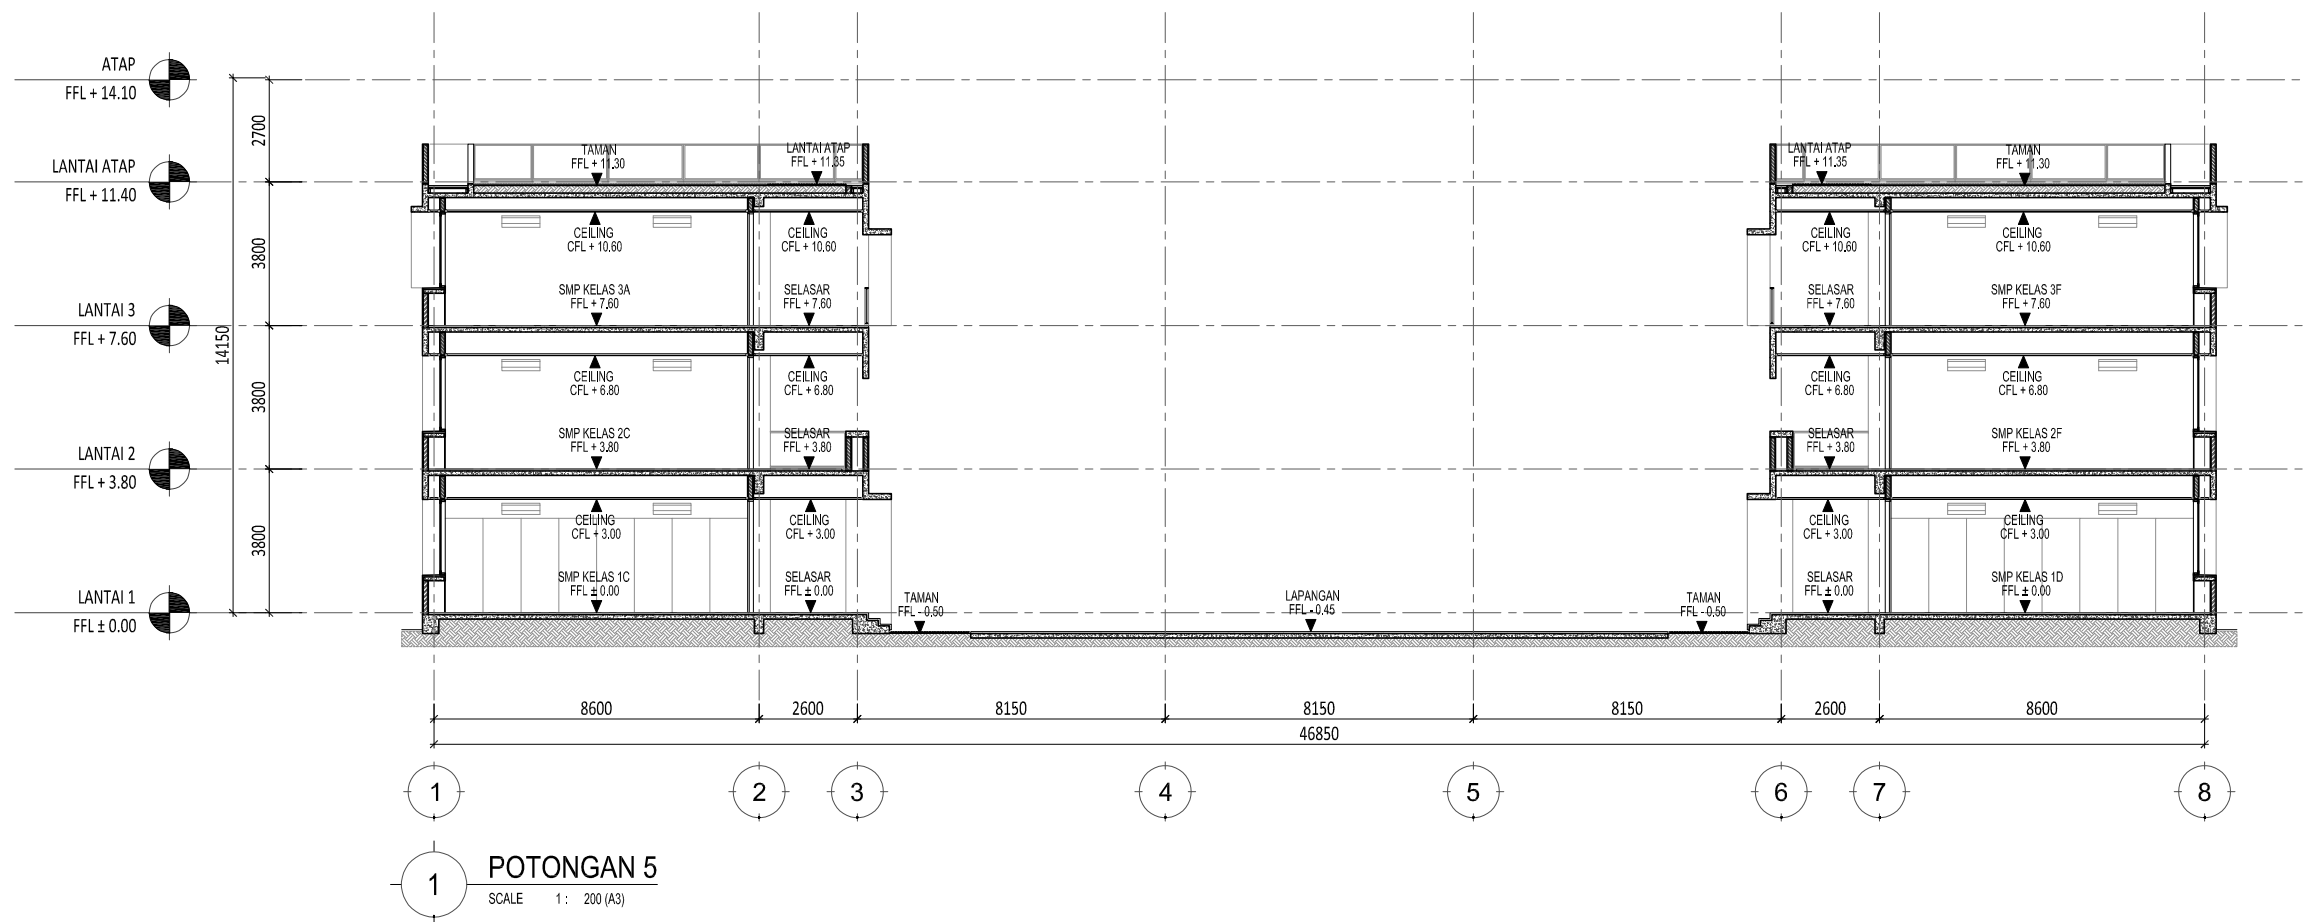 ATAP
FFL + 14.10
LANTAI ATAP
FFL + 11.40
LANTAI 3
FFL + 7.60
LANTAI 2
FFL + 3.80
LANTAI 1
FFL ± 0.00
14150
2700
3800
3800
3800
TAMAN
FFL + 11.30
LANTAI ATAP
FFL + 11.35
LANTAI ATAP
FFL + 11.35
TAMAN
FFL + 11.30
CEILING
CFL + 10.60
CEILING
CFL + 10.60
CEILING
CFL + 10.60
CEILING
CFL + 10.60
SMP KELAS 3A
FFL + 7.60
SELASAR
FFL + 7.60
SELASAR
FFL + 7.60
SMP KELAS 3F
FFL + 7.60
CEILING
CFL + 6.80
CEILING
CFL + 6.80
CEILING
CFL + 6.80
CEILING
CFL + 6.80
SMP KELAS 2C
FFL + 3.80
SELASAR
FFL + 3.80
SELASAR
FFL + 3.80
SMP KELAS 2F
FFL + 3.80
CEILING
CFL + 3.00
CEILING
CFL + 3.00
CEILING
CFL + 3.00
CEILING
CFL + 3.00
SMP KELAS 1C
FFL ± 0.00
SELASAR
FFL ± 0.00
TAMAN
FFL - 0.50
LAPANGAN
FFL - 0.45
TAMAN
FFL - 0.50
SELASAR
FFL ± 0.00
SMP KELAS 1D
FFL ± 0.00
8600 2600 8150 8150 8150 2600 8600
46850
1 2 3 4 5 6 7 8
1 POTONGAN 5
SCALE 1 : 200 (A3)